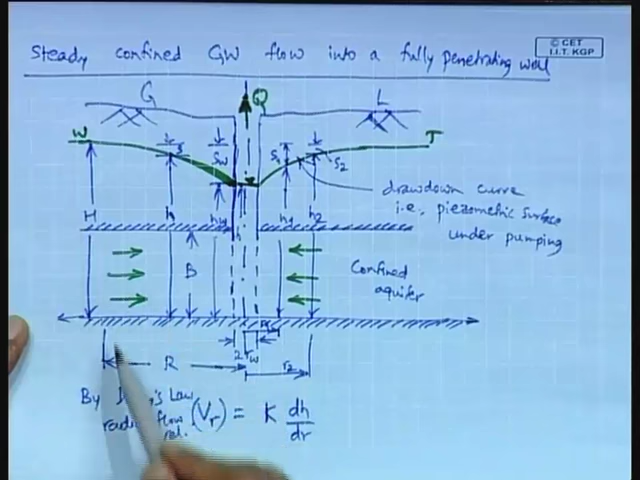 Steady confined GW flow into a fully penetrating well
© CET
I.I.T. KGP
G Q L
W T
s sw s1 s2
H h hw h1 h2
drawdown curve
i.e., piezometric surface
under pumping
B
Confined
aquifer
2rw
R r2
By Law
(Vr) = K dh/dr